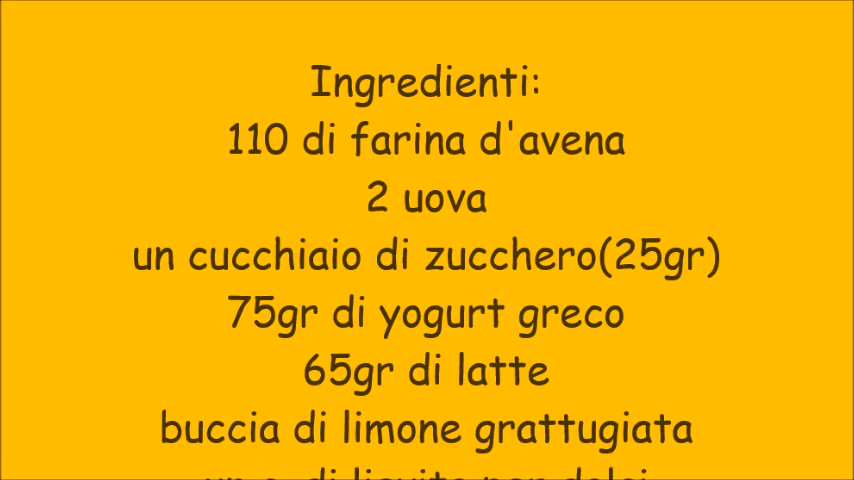 Ingredienti:
110 di farina d'avena
2 uova
un cucchiaio di zucchero(25gr)
75gr di yogurt greco
65gr di latte
buccia di limone grattugiata